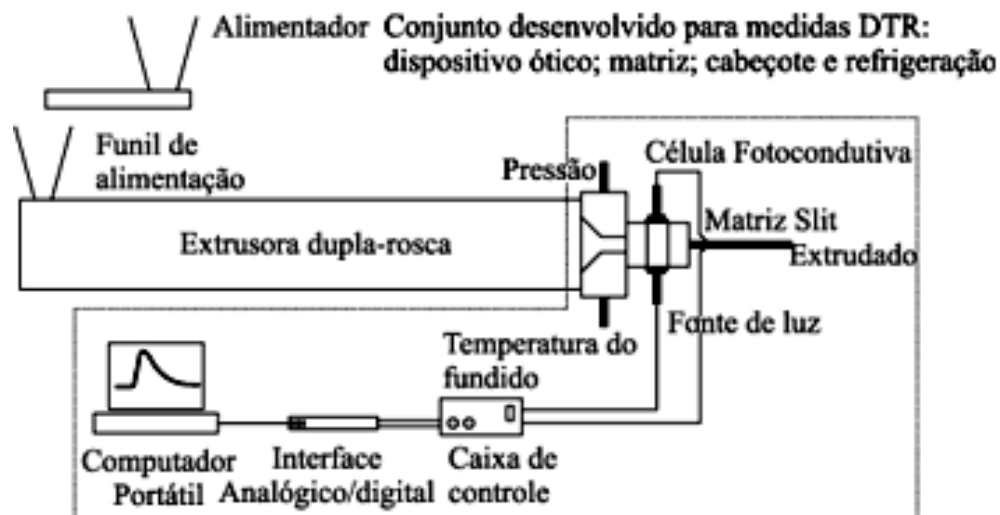 Alimentador
Conjunto desenvolvido para medidas DTR:
dispositivo ótico; matriz; cabeçote e refrigeração
Funil de
alimentação
Pressão
Célula Fotocondutiva
Matriz Slit
Extrusora dupla-rosca
Extrudado
Fonte de luz
Temperatura do
fundido
Computador
Portátil
Interface
Analógico/digital
Caixa de
controle